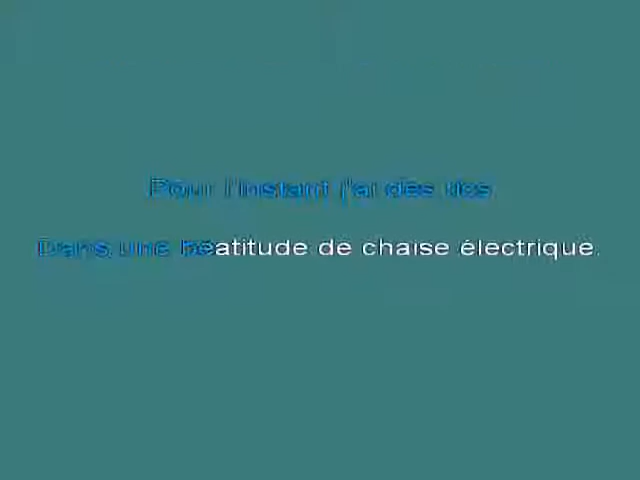 Pour l'instant j'ai des tics
Dans une béatitude de chaise électrique.